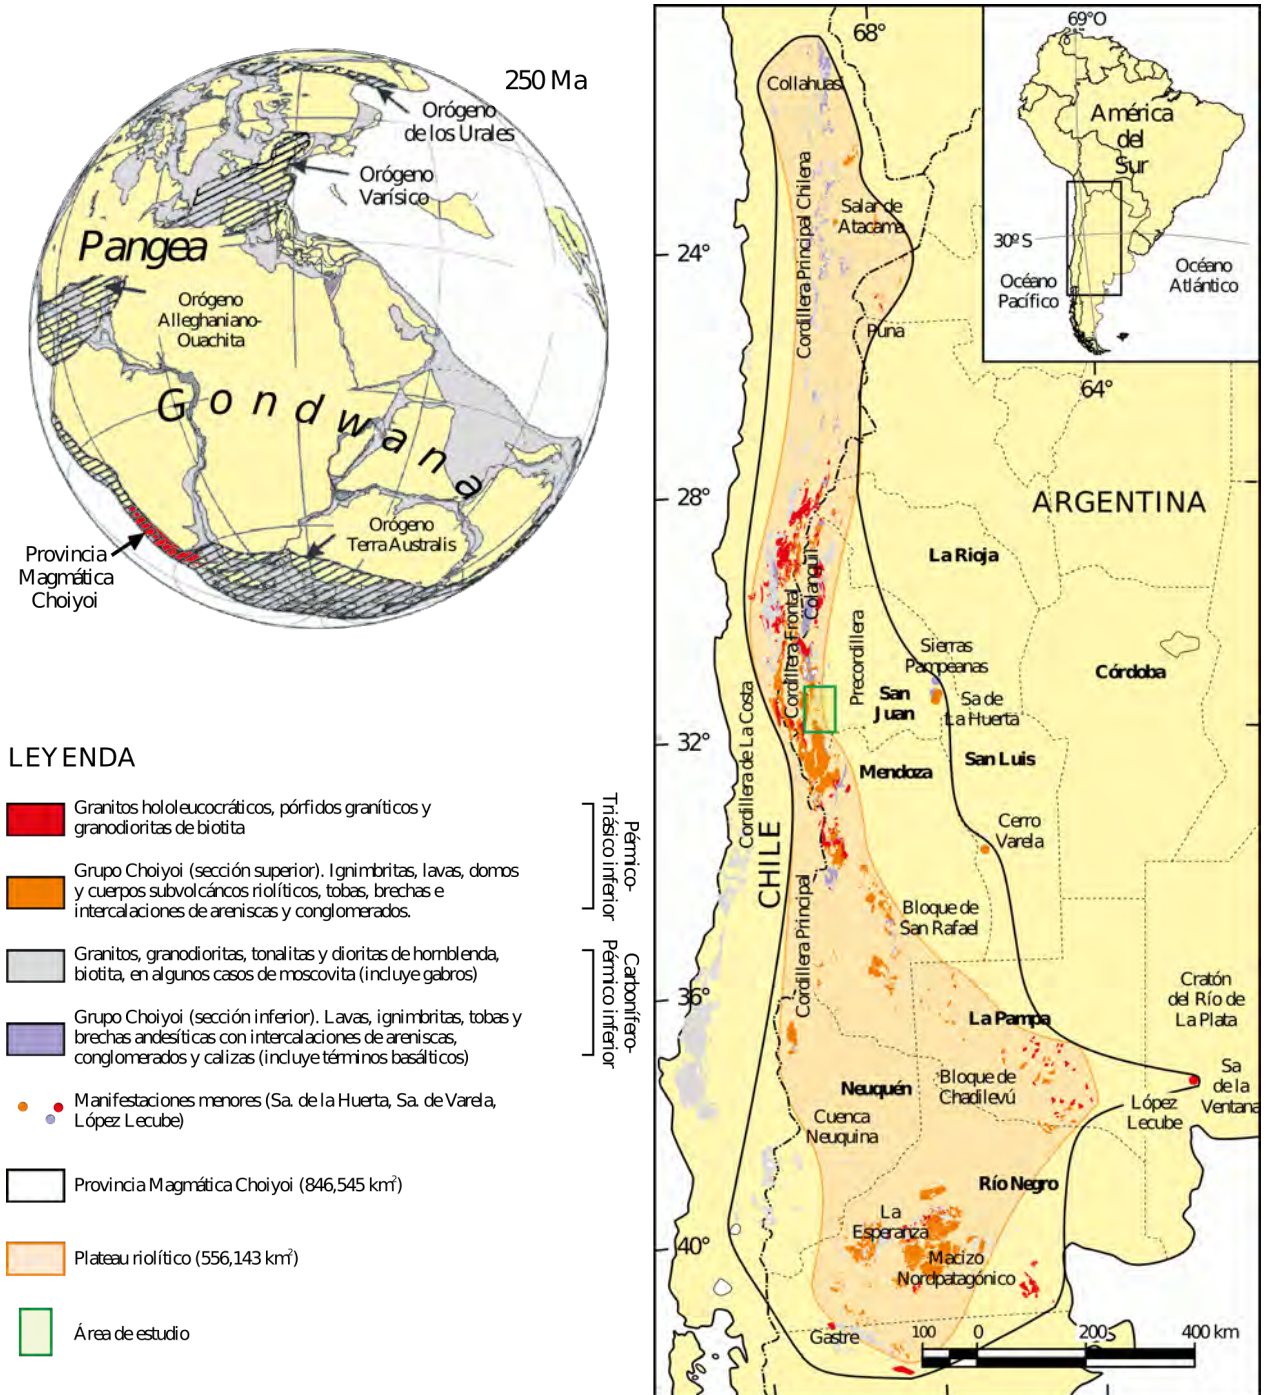 250 Ma
Orógeno
de los Urales
Orógeno
Varísico
Pangea
Orógeno
Alleghaniano-
Ouachita
Gondwana
Orógeno
Terra Australis
Provincia
Magmática
Choiyoi
LEYENDA
Granitos hololeucocráticos, pórfidos graníticos y
granodioritas de biotita
Grupo Choiyoi (sección superior). Ignimbritas, lavas, domos
y cuerpos subvolcáncos riolíticos, tobas, brechas e
intercalaciones de areniscas y conglomerados.
Pérmico-
Triásico inferior
Granitos, granodioritas, tonalitas y dioritas de hornblenda,
biotita, en algunos casos de moscovita (incluye gabros)
Grupo Choiyoi (sección inferior). Lavas, ignimbritas, tobas y
brechas andesíticas con intercalaciones de areniscas,
conglomerados y calizas (incluye términos basálticos)
Carbonífero-
Pérmico inferior
Manifestaciones menores (Sa. de la Huerta, Sa. de Varela,
López Lecube)
Provincia Magmática Choiyoi (846,545 km²)
Plateau riolítico (556,143 km²)
Área de estudio
68°
69°O
América
del
Sur
30º S
Océano
Pacífico
Océano
Atlántico
64°
Collahuasi
Cordillera Principal Chilena
Salar de
Atacama
24°
Puna
28°
ARGENTINA
La Rioja
Colangüil
Cordillera Frontal
Precordillera
Sierras
Pampeanas
Córdoba
San
Juan
Sa de
La Huerta
Cordillera de La Costa
32°
Mendoza
San Luis
Cerro
Varela
CHILE
Cordillera Principal
Bloque de
San Rafael
Cratón
del Río de
La Plata
36°
La Pampa
Neuquén
Bloque de
Chadilevú
Sa
de la
Ventana
López
Lecube
Cuenca
Neuquina
Río Negro
La
Esperanza
40°
Macizo
Nordpatagónico
Gastre
100 0 200 400 km